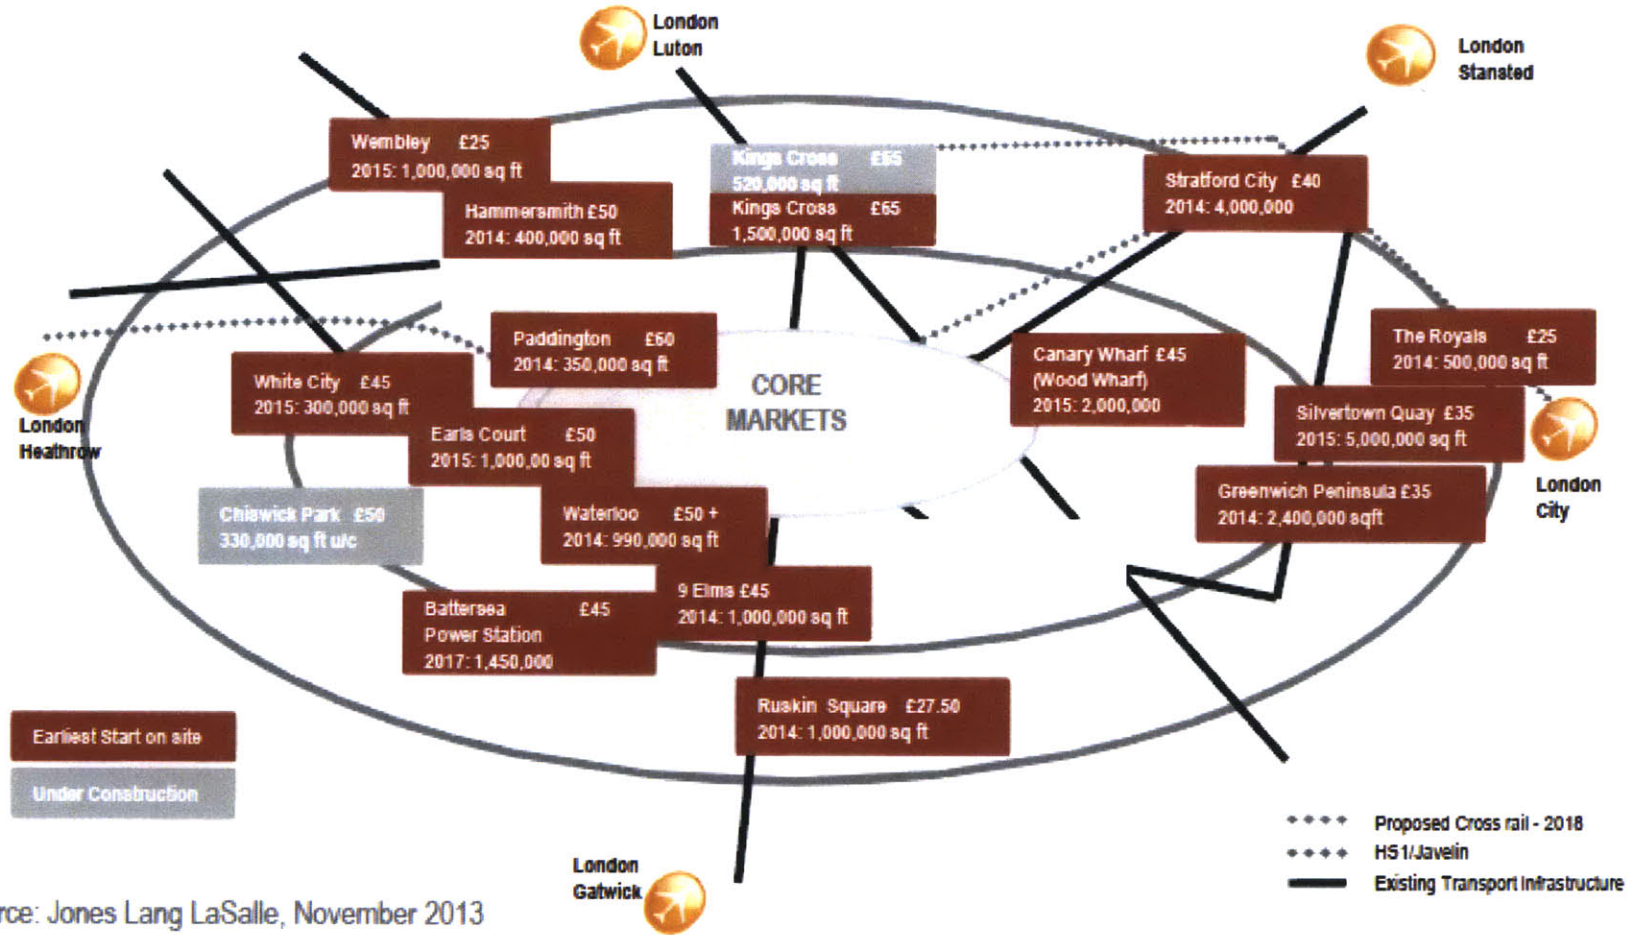 London
Luton
London
Stansted
Wembley £25
2015: 1,000,000 sq ft
Hammersmith £50
2014: 400,000 sq ft
Kings Cross £65
520,000 sq ft
Kings Cross £65
1,500,000 sq ft
Stratford City £40
2014: 4,000,000
Paddington £60
2014: 350,000 sq ft
CORE
MARKETS
Canary Wharf £45
(Wood Wharf)
2015: 2,000,000
The Royals £25
2014: 500,000 sq ft
London
Heathrow
White City £45
2015: 300,000 sq ft
Earls Court £50
2015: 1,000,00 sq ft
Silvertown Quay £35
2015: 5,000,000 sq ft
London
City
Chiswick Park £50
330,000 sq ft u/c
Waterloo £50 +
2014: 990,000 sq ft
Greenwich Peninsula £35
2014: 2,400,000 sqft
Battersea £45
Power Station
2017: 1,450,000
9 Elms £45
2014: 1,000,000 sq ft
Ruskin Square £27.50
2014: 1,000,000 sq ft
Earliest Start on site
Under Construction
Proposed Cross rail - 2018
HS1/Javelin
Existing Transport Infrastructure
London
Gatwick
rce: Jones Lang LaSalle, November 2013